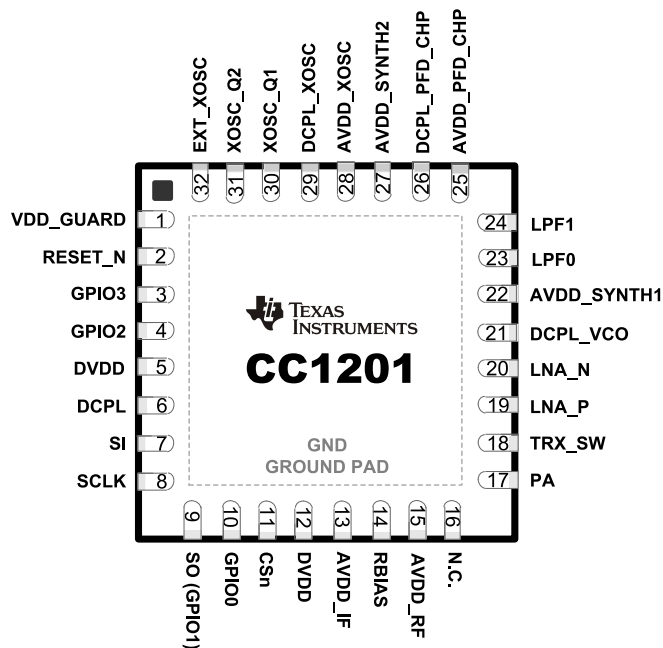 EXT_XOSC
XOSC_Q2
XOSC_Q1
DCPL_XOSC
AVDD_XOSC
AVDD_SYNTH2
DCPL_PFD_CHP
AVDD_PFD_CHP
32
31
30
29
28
27
26
25
VDD_GUARD 1
RESET_N 2
GPIO3 3
GPIO2 4
DVDD 5
DCPL 6
SI 7
SCLK 8
24 LPF1
23 LPF0
22 AVDD_SYNTH1
21 DCPL_VCO
20 LNA_N
19 LNA_P
18 TRX_SW
17 PA
ti
TEXAS
INSTRUMENTS
CC1201
GND
GROUND PAD
9
10
11
12
13
14
15
16
SO (GPIO1)
GPIO0
CSn
DVDD
AVDD_IF
RBIAS
AVDD_RF
N.C.